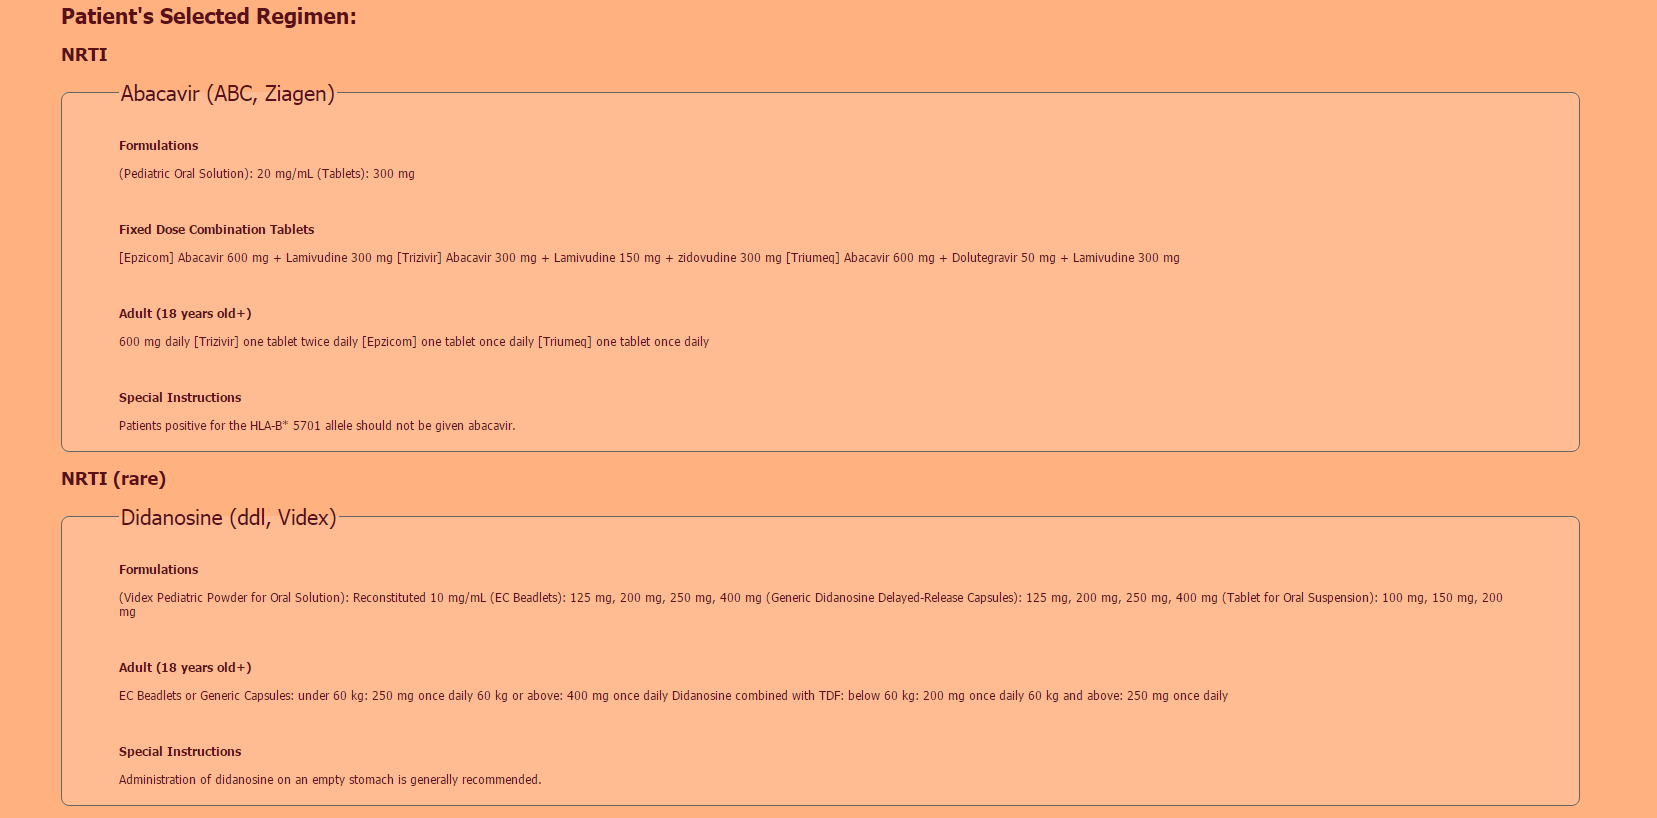 Patient's Selected Regimen:
NRTI
Abacavir (ABC, Ziagen)
Formulations
(Pediatric Oral Solution): 20 mg/mL (Tablets): 300 mg
Fixed Dose Combination Tablets
[Epzicom] Abacavir 600 mg + Lamivudine 300 mg [Trizivir] Abacavir 300 mg + Lamivudine 150 mg + zidovudine 300 mg [Triumeq] Abacavir 600 mg + Dolutegravir 50 mg + Lamivudine 300 mg
Adult (18 years old+)
600 mg daily [Trizivir] one tablet twice daily [Epzicom] one tablet once daily [Triumeq] one tablet once daily
Special Instructions
Patients positive for the HLA-B* 5701 allele should not be given abacavir.
NRTI (rare)
Didanosine (ddl, Videx)
Formulations
(Videx Pediatric Powder for Oral Solution): Reconstituted 10 mg/mL (EC Beadlets): 125 mg, 200 mg, 250 mg, 400 mg (Generic Didanosine Delayed-Release Capsules): 125 mg, 200 mg, 250 mg, 400 mg (Tablet for Oral Suspension): 100 mg, 150 mg, 200
mg
Adult (18 years old+)
EC Beadlets or Generic Capsules: under 60 kg: 250 mg once daily 60 kg or above: 400 mg once daily Didanosine combined with TDF: below 60 kg: 200 mg once daily 60 kg and above: 250 mg once daily
Special Instructions
Administration of didanosine on an empty stomach is generally recommended.